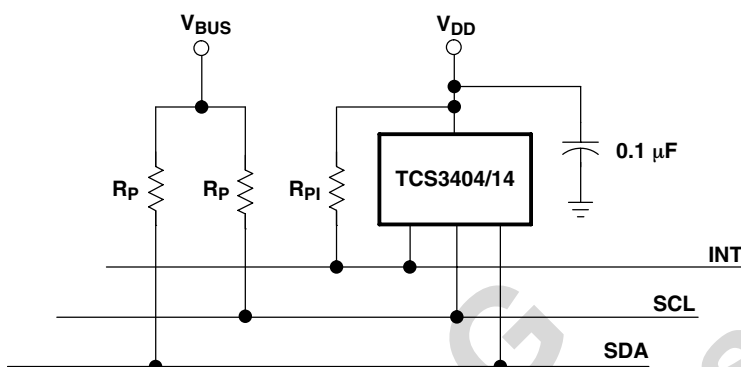 VBUS
VDD
RP
RP
RPI
TCS3404/14
0.1 μF
INT
SCL
SDA